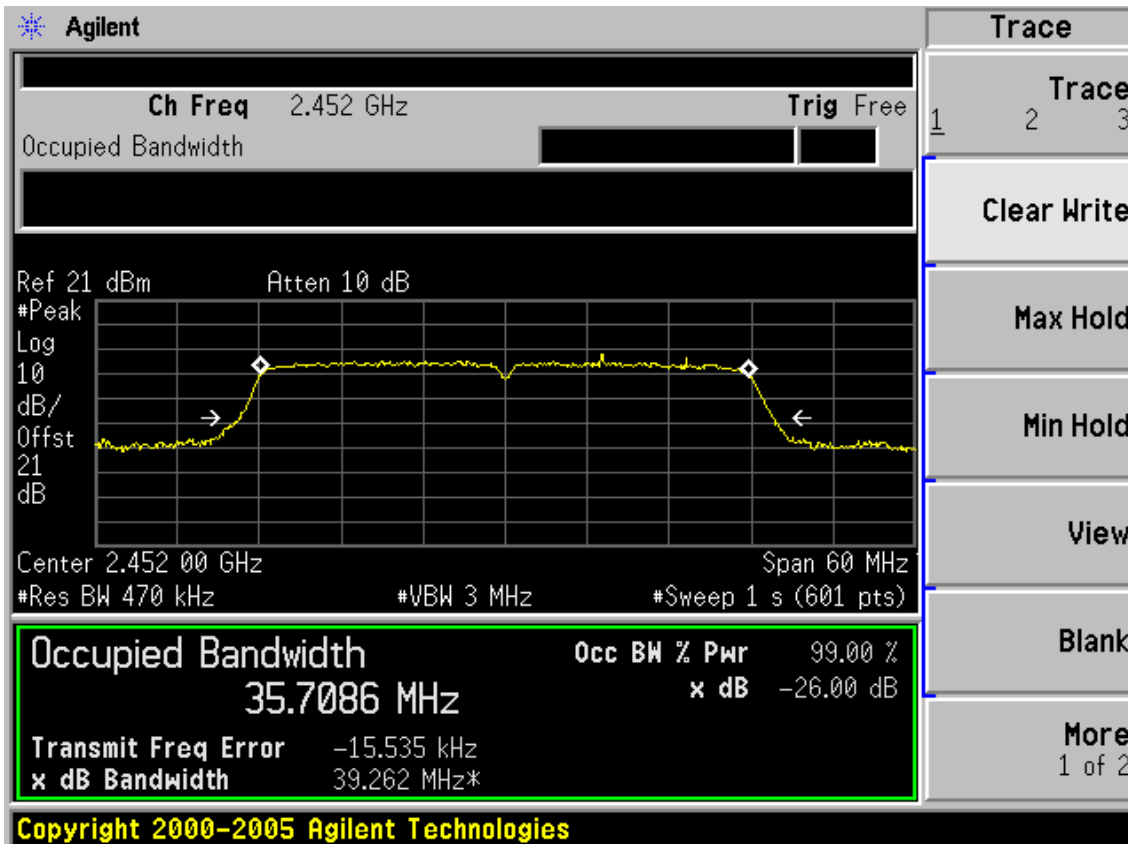 Agilent
Trace
Ch Freq 2.452 GHz Trig Free
Occupied Bandwidth
Trace
1 2 3
Clear Write
Max Hold
Min Hold
View
Blank
More
1 of 2
Ref 21 dBm Atten 10 dB
#Peak
Log
10
dB/
Offst
21
dB
Center 2.452 00 GHz Span 60 MHz
#Res BW 470 kHz #VBW 3 MHz #Sweep 1 s (601 pts)
Occupied Bandwidth Occ BW % Pwr 99.00 %
35.7086 MHz x dB -26.00 dB
Transmit Freq Error -15.535 kHz
x dB Bandwidth 39.262 MHz*
Copyright 2000-2005 Agilent Technologies